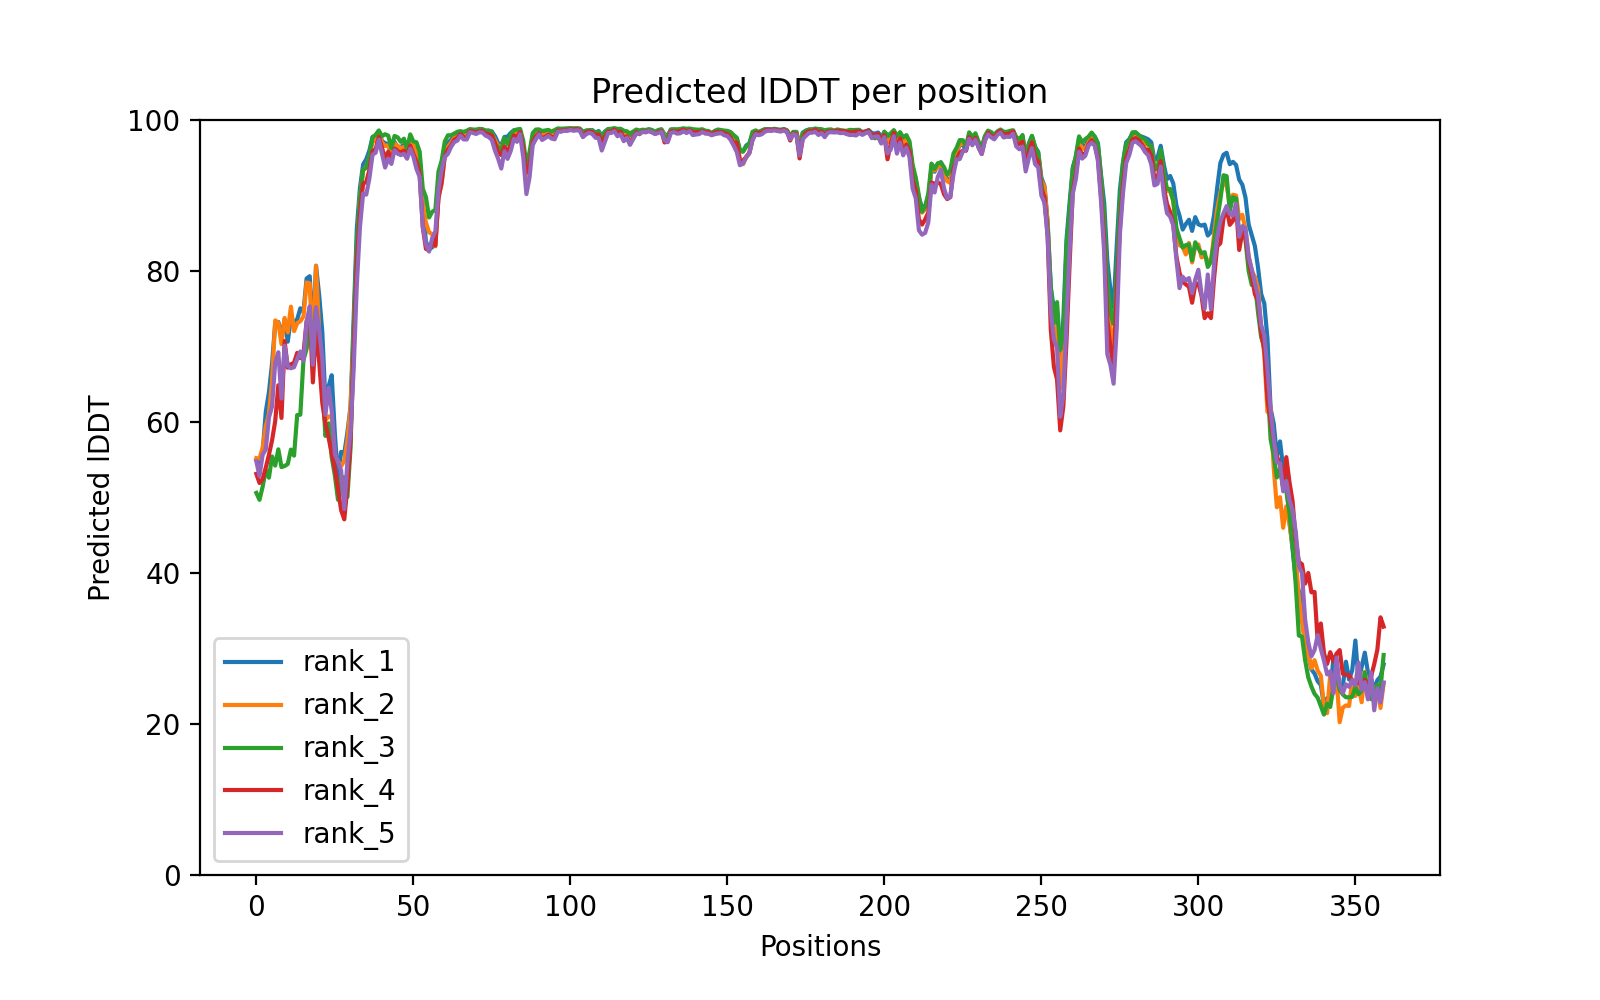 Predicted lDDT per position
100
80
60
40
20
0
Predicted lDDT
rank_1
rank_2
rank_3
rank_4
rank_5
0 50 100 150 200 250 300 350
Positions